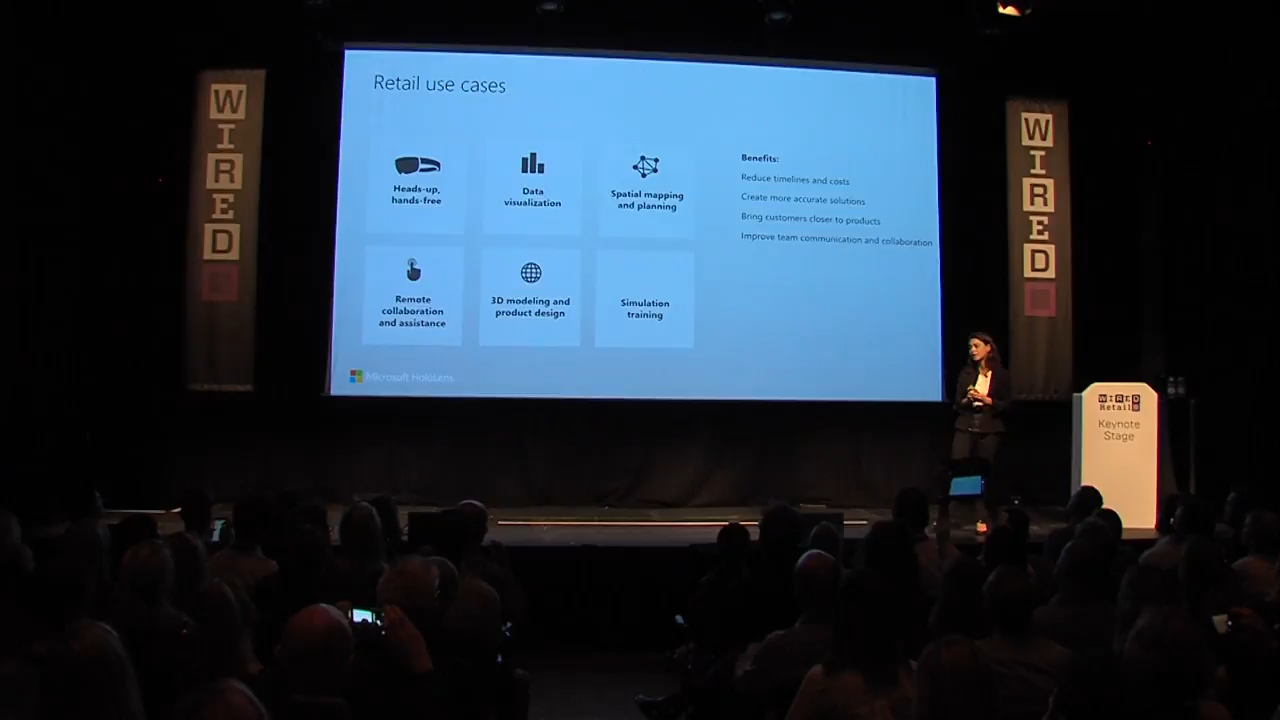 WIRED
Retail use cases
Heads-up,
hands-free
Data
visualization
Spatial mapping
and planning
Remote
collaboration
and assistance
3D modeling and
product design
Simulation
training
Benefits:
Reduce timelines and costs
Create more accurate solutions
Bring customers closer to products
Improve team communication and collaboration
Microsoft HoloLens
WIRED
WIRED
Retail
Keynote
Stage